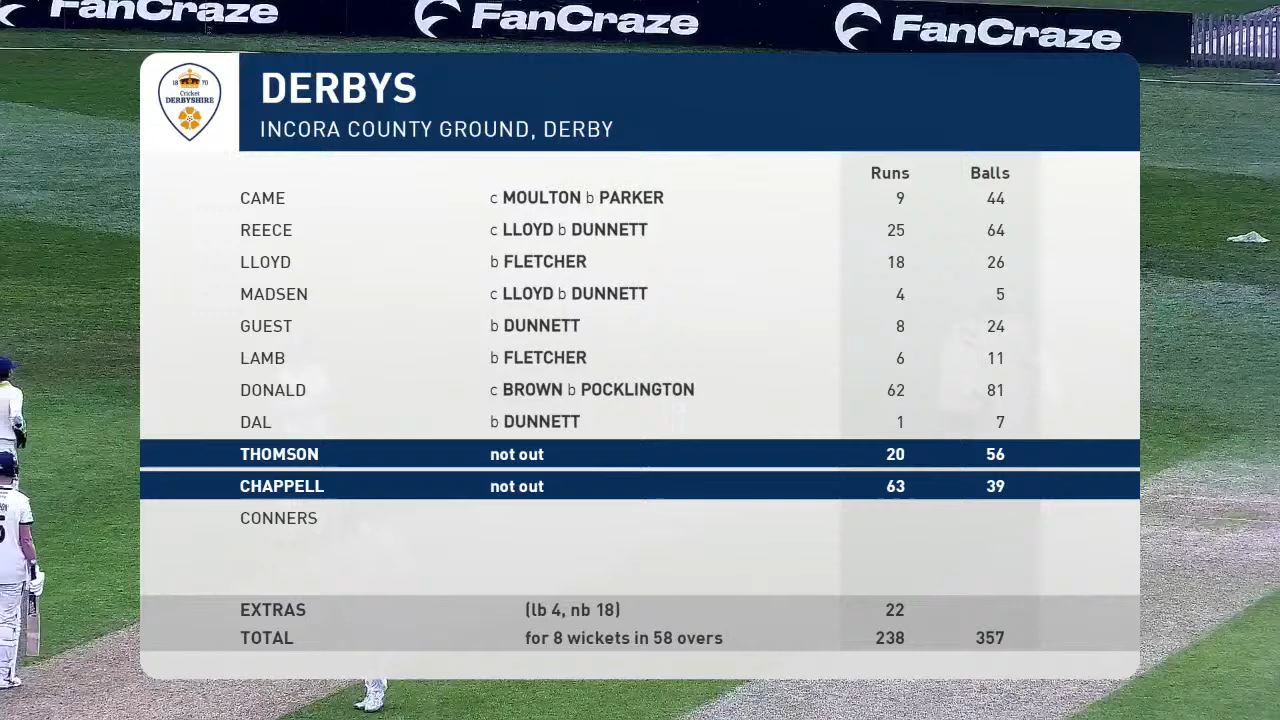 FanCraze FanCraze FanCraze
18 70
Cricket
DERBYSHIRE
DERBYS
INCORA COUNTY GROUND, DERBY
Runs Balls
CAME c MOULTON b PARKER 9 44
REECE c LLOYD b DUNNETT 25 64
LLOYD b FLETCHER 18 26
MADSEN c LLOYD b DUNNETT 4 5
GUEST b DUNNETT 8 24
LAMB b FLETCHER 6 11
DONALD c BROWN b POCKLINGTON 62 81
DAL b DUNNETT 1 7
THOMSON not out 20 56
CHAPPELL not out 63 39
CONNERS
EXTRAS (lb 4, nb 18) 22
TOTAL for 8 wickets in 58 overs 238 357